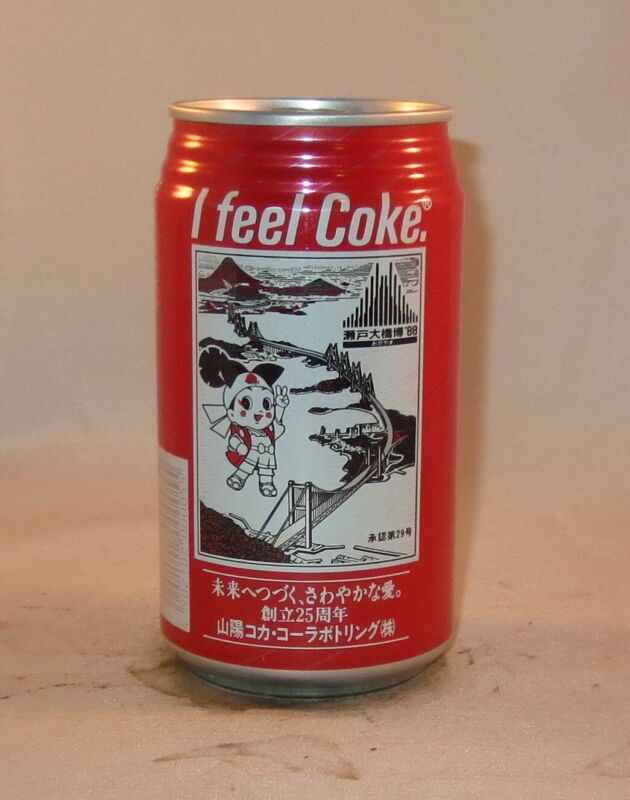 I feel Coke.®
瀬戸大橋博'88
おかやま
承認第29号
未来へつづく、さわやかな愛。
創立25周年
山陽コカ・コーラボトリング㈱